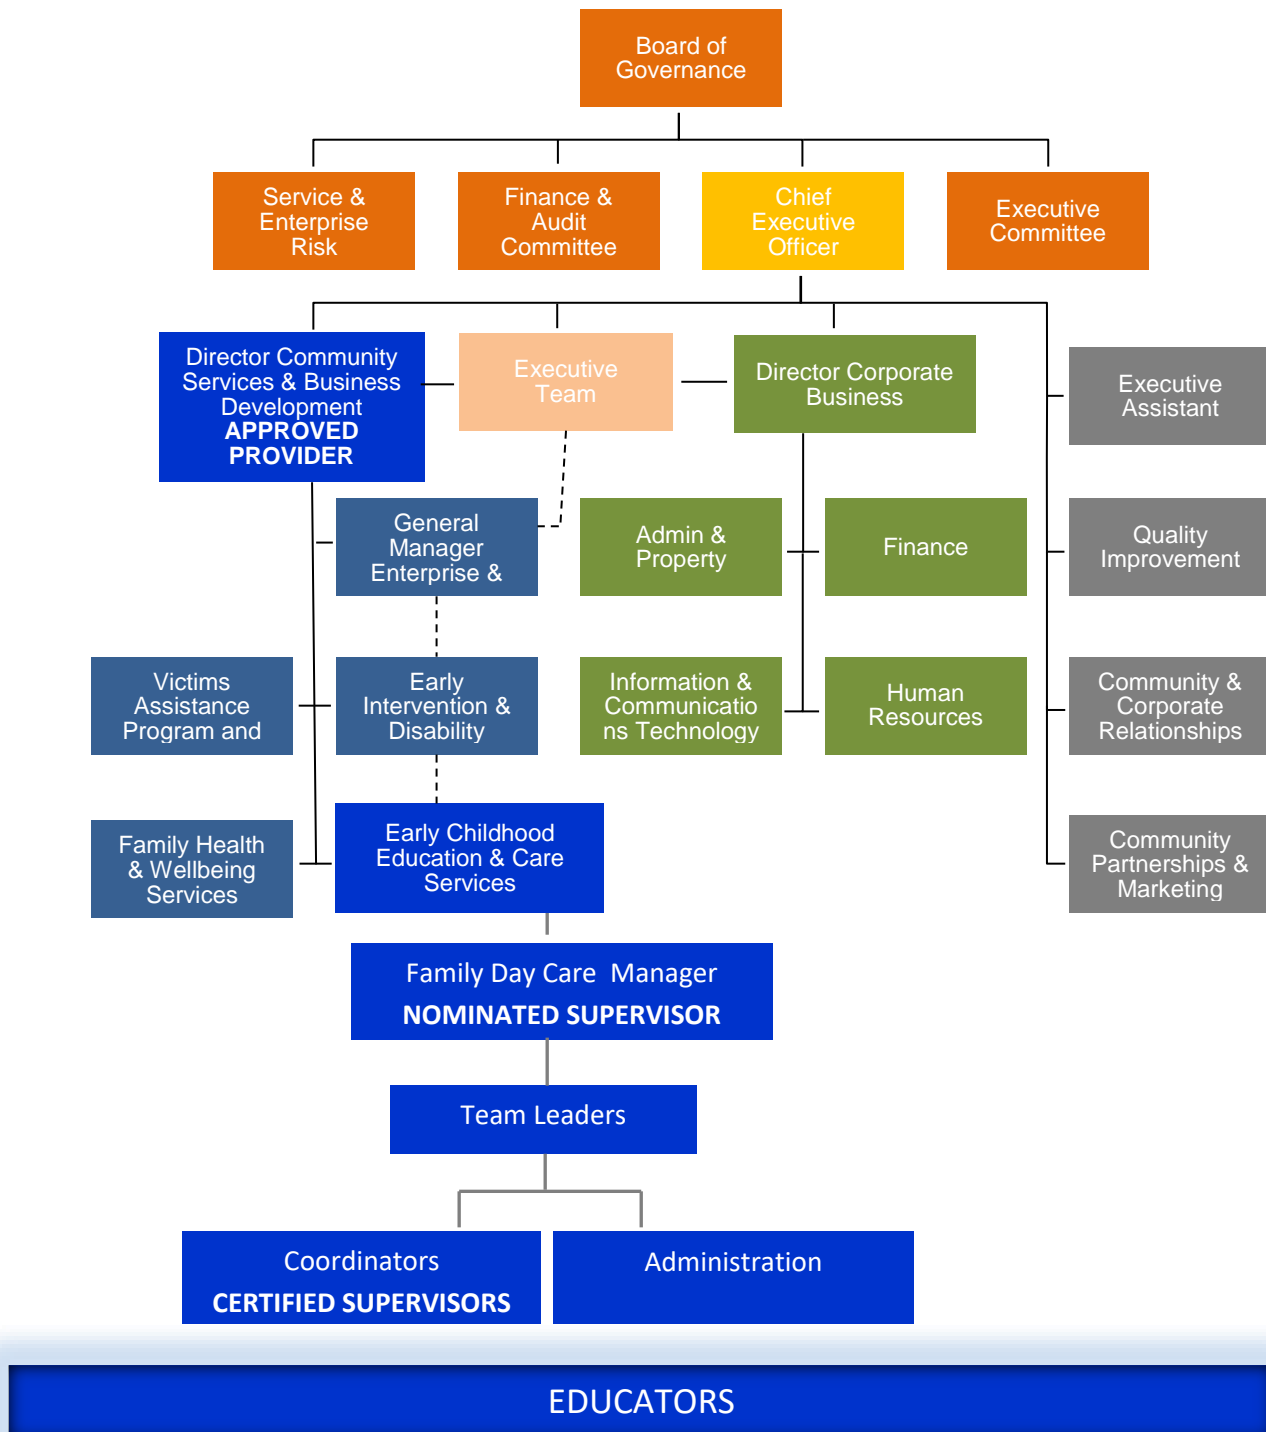 Board of
Governance
Service &
Enterprise
Risk
Finance &
Audit
Committee
Chief
Executive
Officer
Executive
Committee
Director Community
Services & Business
Development
APPROVED
PROVIDER
Executive
Team
Director Corporate
Business
Executive
Assistant
General
Manager
Enterprise &
Admin &
Property
Finance
Quality
Improvement
Victims
Assistance
Program and
Early
Intervention &
Disability
Information &
Communicatio
ns Technology
Human
Resources
Community &
Corporate
Relationships
Family Health
& Wellbeing
Services
Early Childhood
Education & Care
Services
Community
Partnerships &
Marketing
Family Day Care  Manager
NOMINATED SUPERVISOR
Team Leaders
Coordinators
CERTIFIED SUPERVISORS
Administration
EDUCATORS